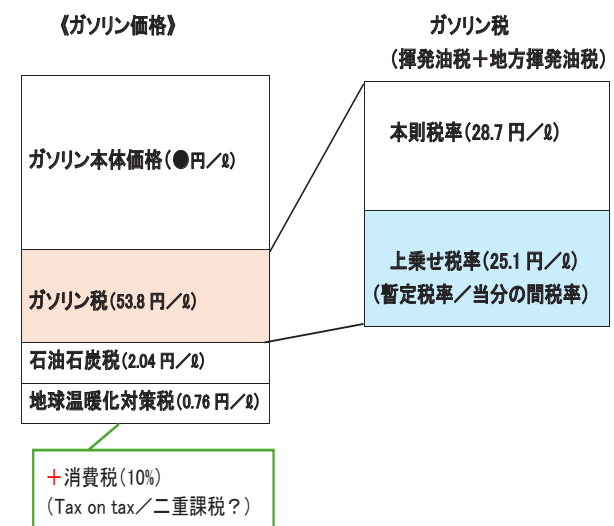 《ガソリン価格》
ガソリン本体価格(●円／ℓ)
ガソリン税(53.8 円／ℓ)
石油石炭税(2.04 円／ℓ)
地球温暖化対策税(0.76 円／ℓ)
＋消費税(10%)
(Tax on tax／二重課税？)
ガソリン税
(揮発油税＋地方揮発油税)
本則税率(28.7 円／ℓ)
上乗せ税率(25.1 円／ℓ)
(暫定税率／当分の間税率)